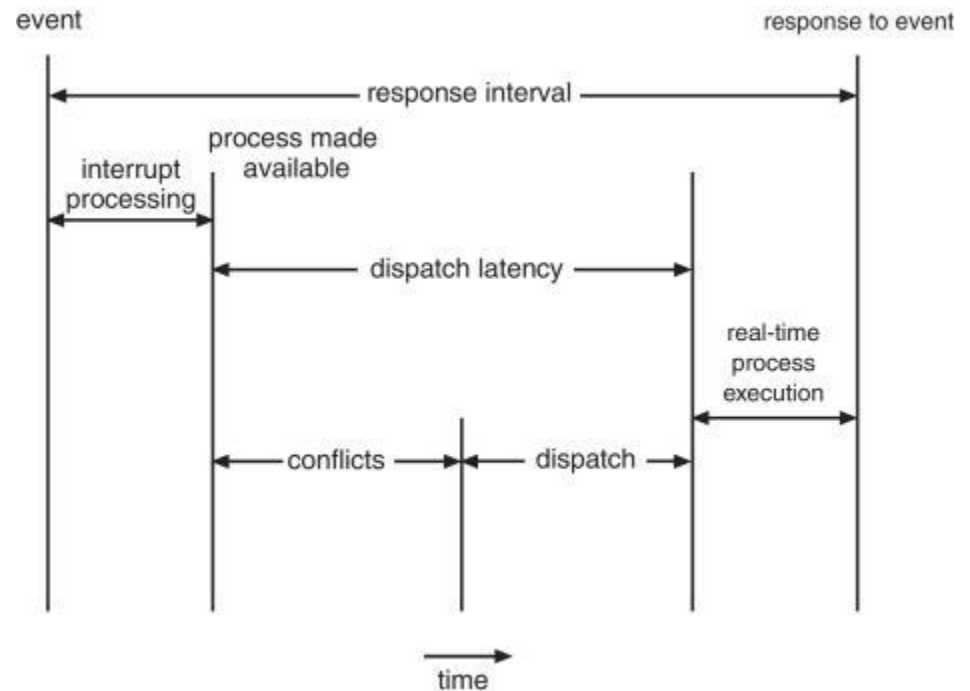 event
response to event
response interval
process made
available
interrupt
processing
dispatch latency
real-time
process
execution
conflicts
dispatch
time